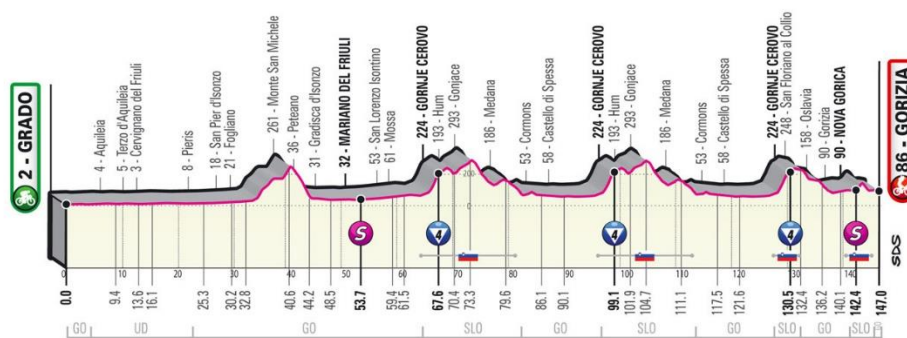 2 - GRADO
4 - Aquileia
5 - Terzo d'Aquileia
3 - Cervignano del Friuli
8 - Pieris
18 - San Pier d'Isonzo
21 - Fogliano
261 - Monte San Michele
36 - Peteano
31 - Gradisca d'Isonzo
32 - MARIANO DEL FRIULI
53 - San Lorenzo Isontino
61 - Mossa
224 - GORNJE CEROVO
193 - Hum
293 - Gonjace
186 - Medana
53 - Cormons
58 - Castello di Spessa
224 - GORNJE CEROVO
193 - Hum
293 - Gonjace
186 - Medana
53 - Cormons
58 - Castello di Spessa
224 - GORNJE CEROVO
248 - San Floriano al Collio
158 - Oslavia
90 - Gorizia
90 - NOVA GORICA
86 - GORIZIA
200
0
S
4
4
4
S
SDS
0 10 20 30 40 50 60 70 80 90 100 110 120 130 140
0.0 9.4 13.6 16.1 25.3 30.2 32.8 40.6 44.2 48.5 53.7 59.4 61.5 67.6 70.4 73.3 79.8 86.1 90.1 99.1 101.9 104.7 111.1 117.5 121.6 130.5 132.4 136.2 140.1 142.4 147.0
GO UD GO SLO GO SLO GO SLO GO SLO